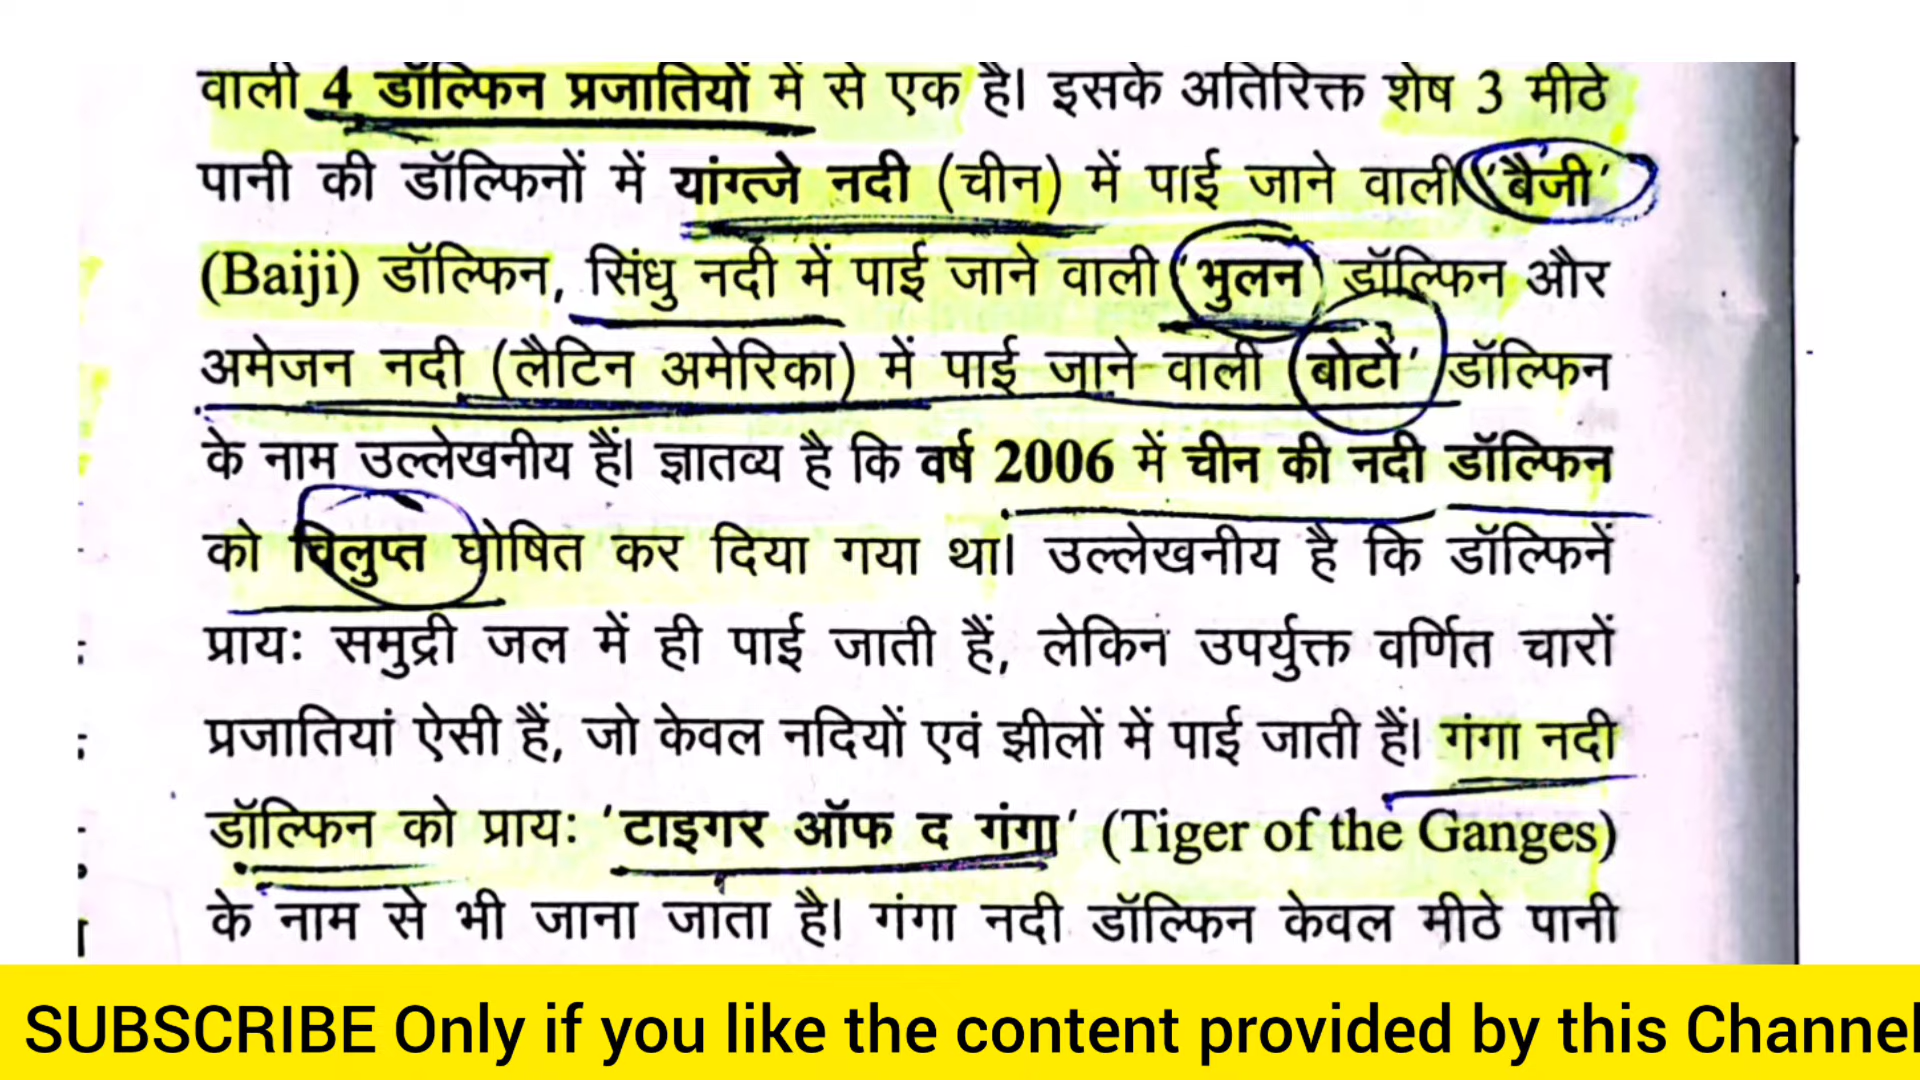 वाली 4 डॉल्फिन प्रजातियों में से एक है। इसके अतिरिक्त शेष 3 मीठे
पानी की डॉल्फिनों में यांग्त्जे नदी (चीन) में पाई जाने वाली 'बैजी'
(Baiji) डॉल्फिन, सिंधु नदी में पाई जाने वाली 'भुलन' डॉल्फिन और
अमेजन नदी (लैटिन अमेरिका) में पाई जाने वाली 'बोटो' डॉल्फिन
के नाम उल्लेखनीय हैं। ज्ञातव्य है कि वर्ष 2006 में चीन की नदी डॉल्फिन
को विलुप्त घोषित कर दिया गया था। उल्लेखनीय है कि डॉल्फिनें
प्रायः समुद्री जल में ही पाई जाती हैं, लेकिन उपर्युक्त वर्णित चारों
प्रजातियां ऐसी हैं, जो केवल नदियों एवं झीलों में पाई जाती हैं। गंगा नदी
डॉल्फिन को प्रायः 'टाइगर ऑफ द गंगा' (Tiger of the Ganges)
के नाम से भी जाना जाता है। गंगा नदी डॉल्फिन केवल मीठे पानी
SUBSCRIBE Only if you like the content provided by this Channel